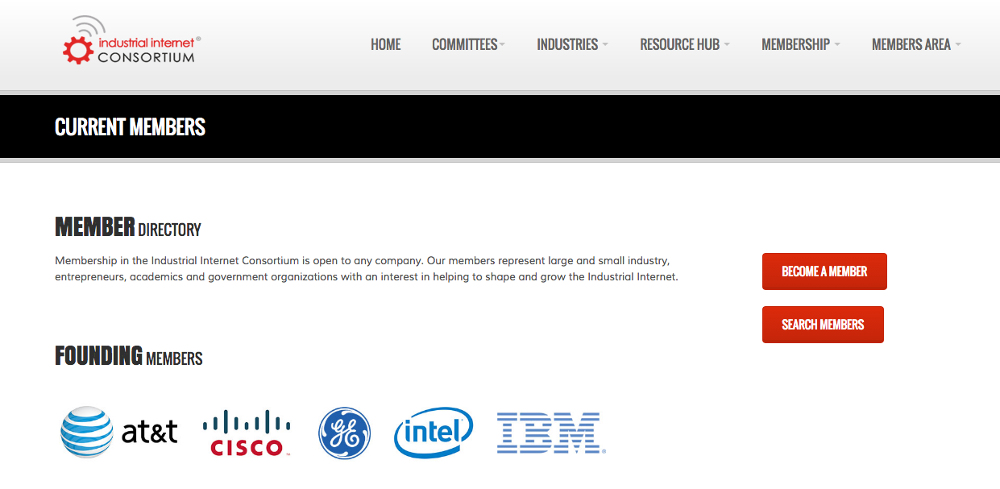 industrial internet®
CONSORTIUM
HOME COMMITTEES INDUSTRIES RESOURCE HUB MEMBERSHIP MEMBERS AREA
CURRENT MEMBERS
MEMBER DIRECTORY
Membership in the Industrial Internet Consortium is open to any company. Our members represent large and small industry,
entrepreneurs, academics and government organizations with an interest in helping to shape and grow the Industrial Internet.
BECOME A MEMBER
SEARCH MEMBERS
FOUNDING MEMBERS
at&t CISCO™ GE intel IBM®